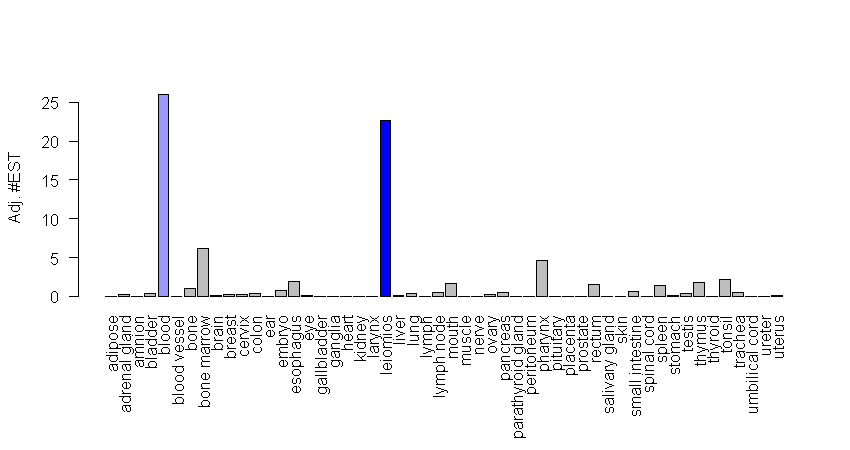 Adj. #EST
25
20
15
10
5
0
adipose
adrenal gland
amnion
bladder
blood
blood vessel
bone
bone marrow
brain
breast
cervix
colon
ear
embryo
esophagus
eye
gallbladder
ganglia
heart
kidney
larynx
leiomios
liver
lung
lymph
lymph node
mouth
muscle
nerve
ovary
pancreas
parathyroid gland
peritoneum
pharynx
pituitary
placenta
prostate
rectum
salivary gland
skin
small intestine
spinal cord
spleen
stomach
testis
thymus
thyroid
tonsil
trachea
umbilical cord
ureter
uterus